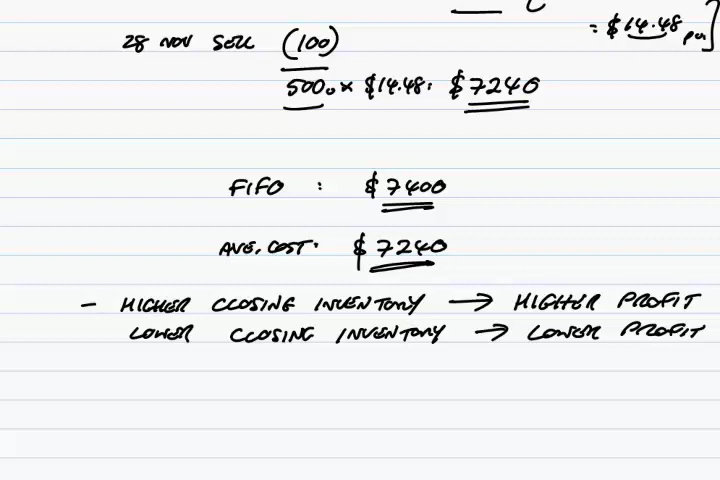 = $14.48 per]
28 NOV SELL (100)
500 × $14.48 = $7240
FIFO : $7400
AVE. COST : $7240
- HIGHER CLOSING INVENTORY → HIGHER PROFIT
LOWER CLOSING INVENTORY → LOWER PROFIT